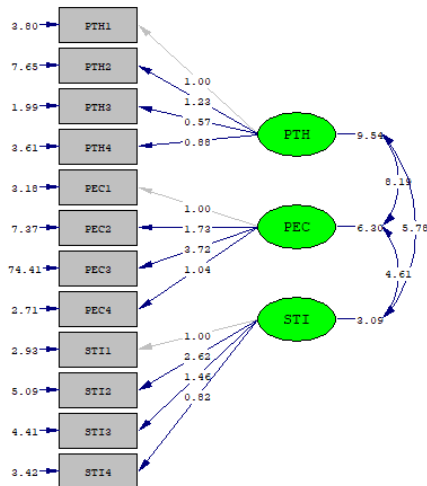 3.80 PTH1
7.65 PTH2
1.00
1.99 PTH3
1.23
0.57
PTH 9.54
3.61 PTH4
0.88
8.19
3.18 PEC1
1.00
7.37 PEC2
1.73
PEC 6.30 5.78
74.41 PEC3
3.72
1.04
4.61
2.71 PEC4
STI 3.09
2.93 STI1
1.00
2.62
5.09 STI2
1.46
0.82
4.41 STI3
3.42 STI4